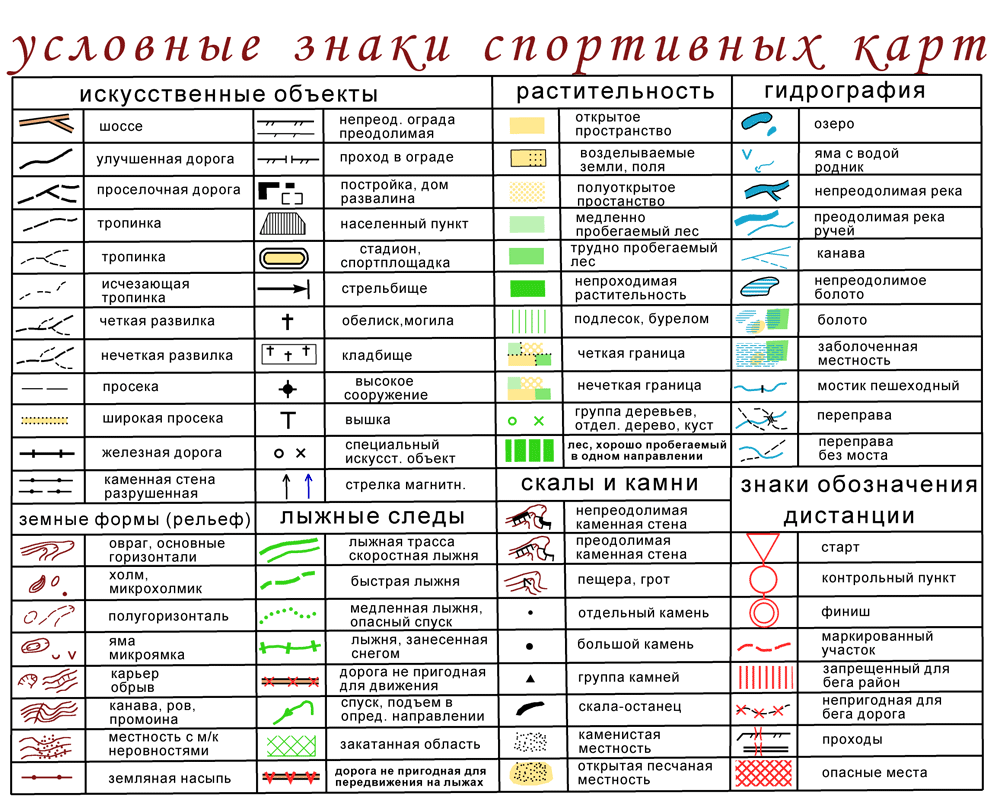 условные знаки спортивных карт
искусственные объекты
шоссе
улучшенная дорога
проселочная дорога
тропинка
тропинка
исчезающая
тропинка
четкая развилка
нечеткая развилка
просека
широкая просека
железная дорога
каменная стена
разрушенная
непреод. ограда
преодолимая
проход в ограде
постройка, дом
развалина
населенный пункт
стадион,
спортплощадка
стрельбище
обелиск,могила
кладбище
высокое
сооружение
вышка
специальный
искусст. объект
стрелка магнитн.
растительность
открытое
пространство
возделываемые
земли, поля
полуоткрытое
простанство
медленно
пробегаемый лес
трудно пробегаемый
лес
непроходимая
растительность
подлесок, бурелом
четкая граница
нечеткая граница
группа деревьев,
отдел. дерево, куст
лес, хорошо пробегаемый
в одном направлении
гидрография
озеро
яма с водой
родник
непреодолимая река
преодолимая река
ручей
канава
непреодолимое
болото
болото
заболоченная
местность
мостик пешеходный
переправа
переправа
без моста
земные формы (рельеф)
овраг, основные
горизонтали
холм,
микрохолмик
полугоризонталь
яма
микроямка
карьер
обрыв
канава, ров,
промоина
местность с м/к
неровностями
земляная насыпь
лыжные следы
лыжная трасса
скоростная лыжня
быстрая лыжня
медленная лыжня,
опасный спуск
лыжня, занесенная
снегом
дорога не пригодная
для движения
спуск, подъем в
опред. направлении
закатанная область
дорога не пригодная для
передвижения на лыжах
скалы и камни
непреодолимая
каменная стена
преодолимая
каменная стена
пещера, грот
отдельный камень
большой камень
группа камней
скала-останец
каменистая
местность
открытая песчаная
местность
знаки обозначения
дистанции
старт
контрольный пункт
финиш
маркированный
участок
запрещенный для
бега район
непригодная для
бега дорога
проходы
опасные места